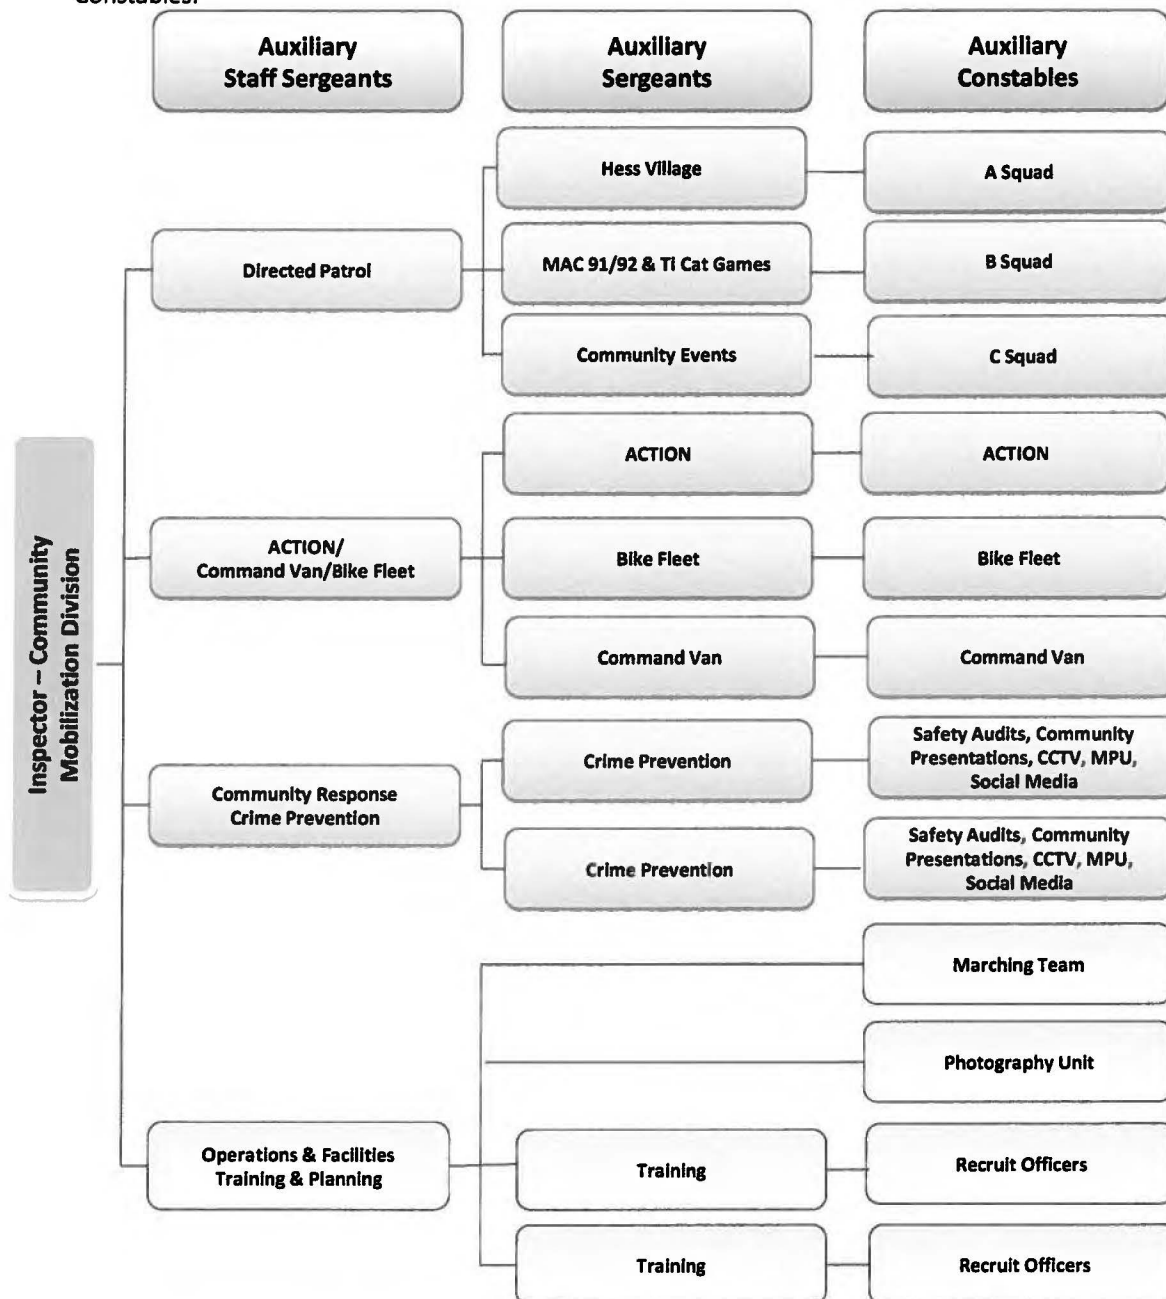 constables.
Auxiliary
Staff Sergeants
Auxiliary
Sergeants
Auxiliary
Constables
Hess Village
A Squad
Directed Patrol
MAC 91/92 & Ti Cat Games
B Squad
Community Events
C Squad
ACTION
ACTION
Inspector – Community
Mobilization Division
ACTION/
Command Van/Bike Fleet
Bike Fleet
Bike Fleet
Command Van
Command Van
Community Response
Crime Prevention
Crime Prevention
Safety Audits, Community
Presentations, CCTV, MPU,
Social Media
Crime Prevention
Safety Audits, Community
Presentations, CCTV, MPU,
Social Media
Marching Team
Photography Unit
Operations & Facilities
Training & Planning
Training
Recruit Officers
Training
Recruit Officers